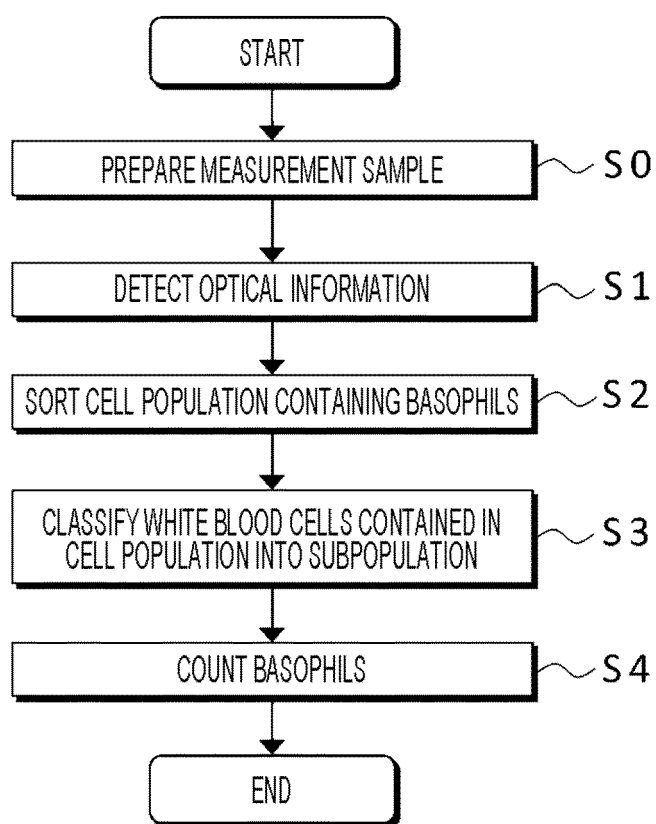 START
PREPARE MEASUREMENT SAMPLE
S0
DETECT OPTICAL INFORMATION
S1
SORT CELL POPULATION CONTAINING BASOPHILS
S2
CLASSIFY WHITE BLOOD CELLS CONTAINED IN
CELL POPULATION INTO SUBPOPULATION
S3
COUNT BASOPHILS
S4
END